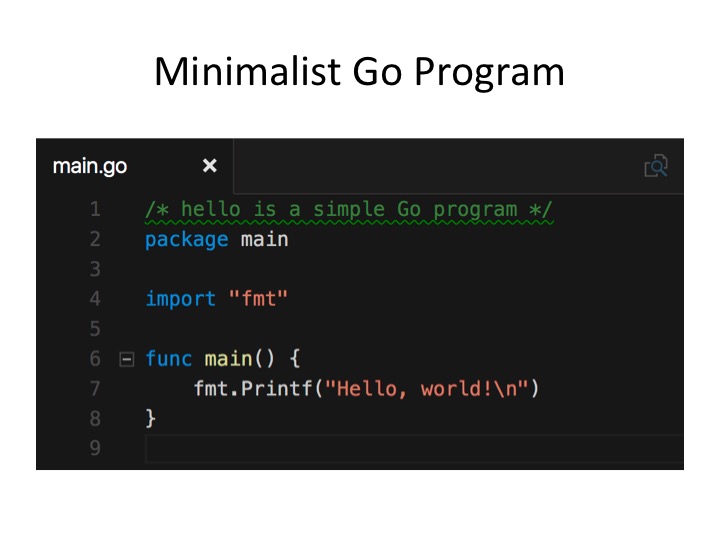 Minimalist Go Program
main.go
1 /* hello is a simple Go program */
2 package main
3
4 import "fmt"
5
6 func main() {
7     fmt.Printf("Hello, world!\n")
8 }
9